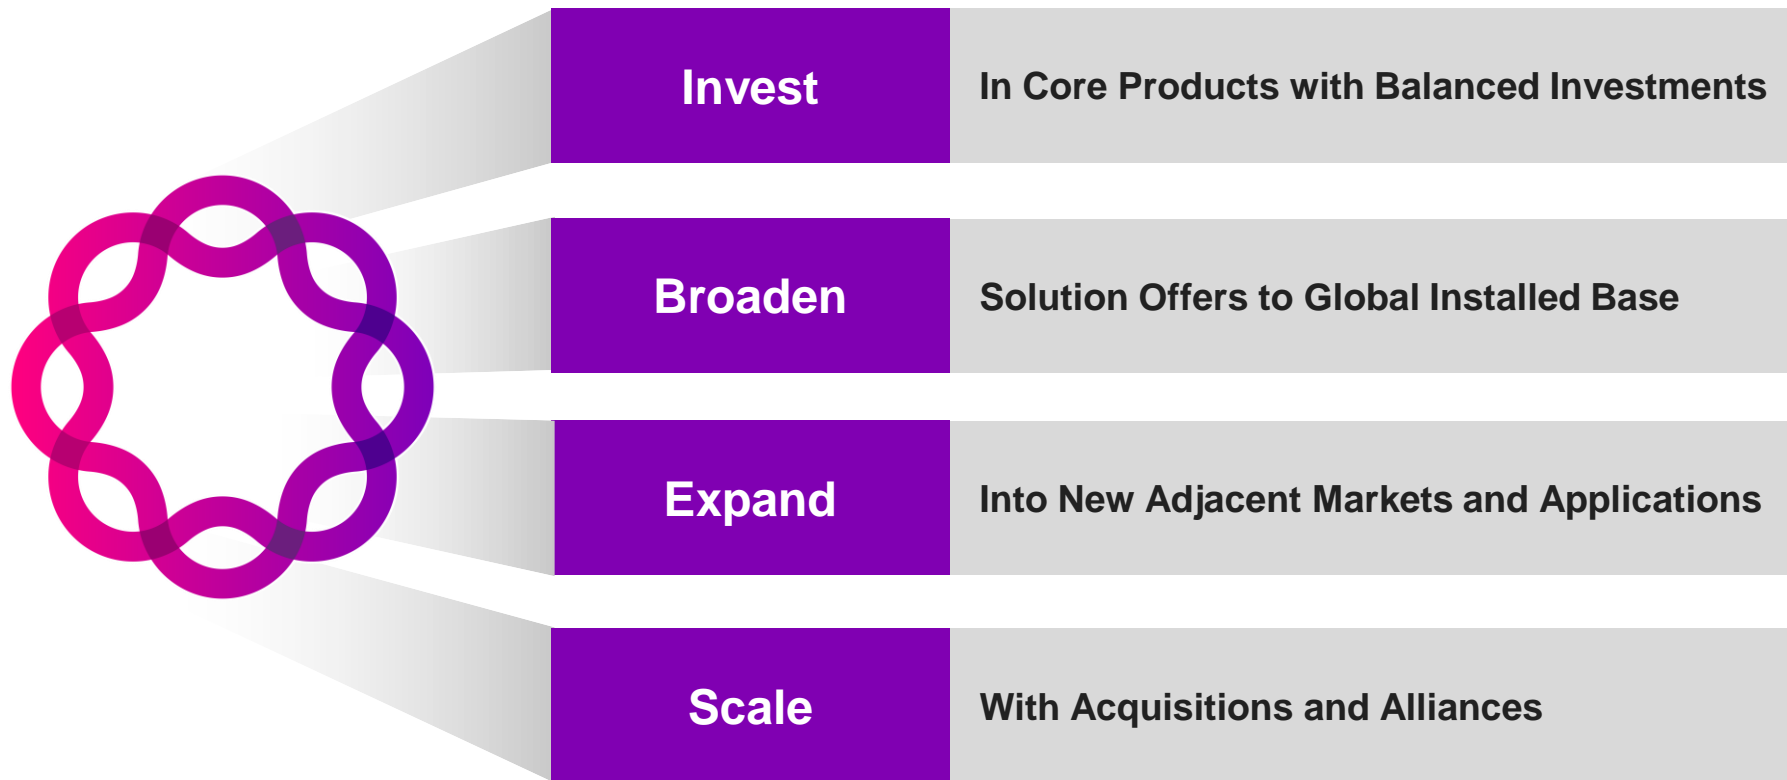 Invest
In Core Products with Balanced Investments
Broaden
Solution Offers to Global Installed Base
Expand
Into New Adjacent Markets and Applications
Scale
With Acquisitions and Alliances